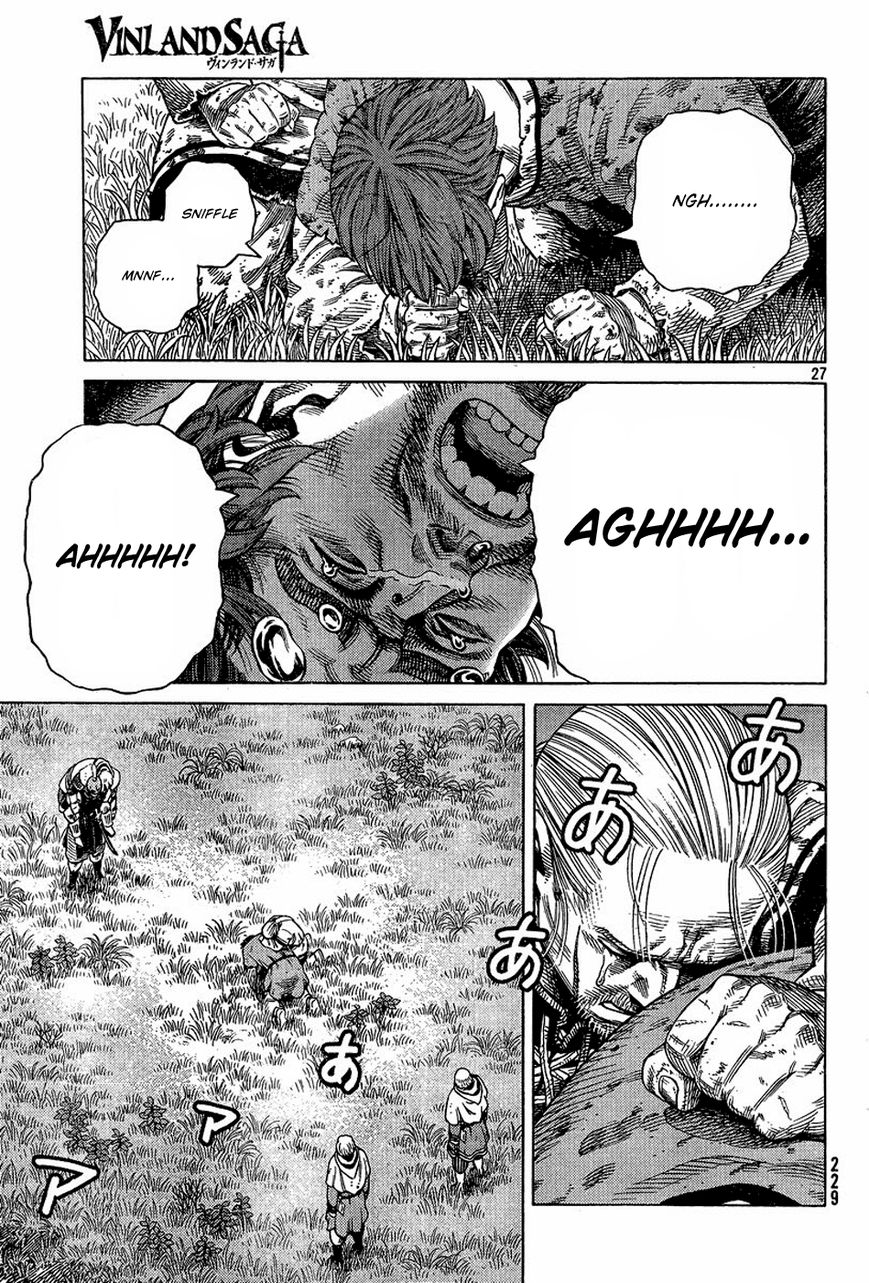 VINLAND SAGA
ヴィンランド・サガ
NGH........
SNIFFLE
MNNF...
27
AGHHHH...
AHHHHH!
あ
あ
あ
あ
ァ
ァ
229